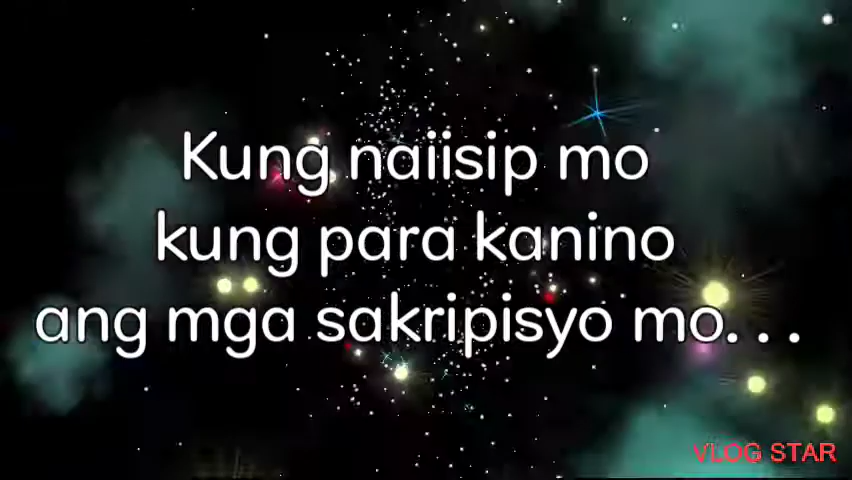 Kung naiisip mo
kung para kanino
ang mga sakripisyo mo. . .
VLOG STAR